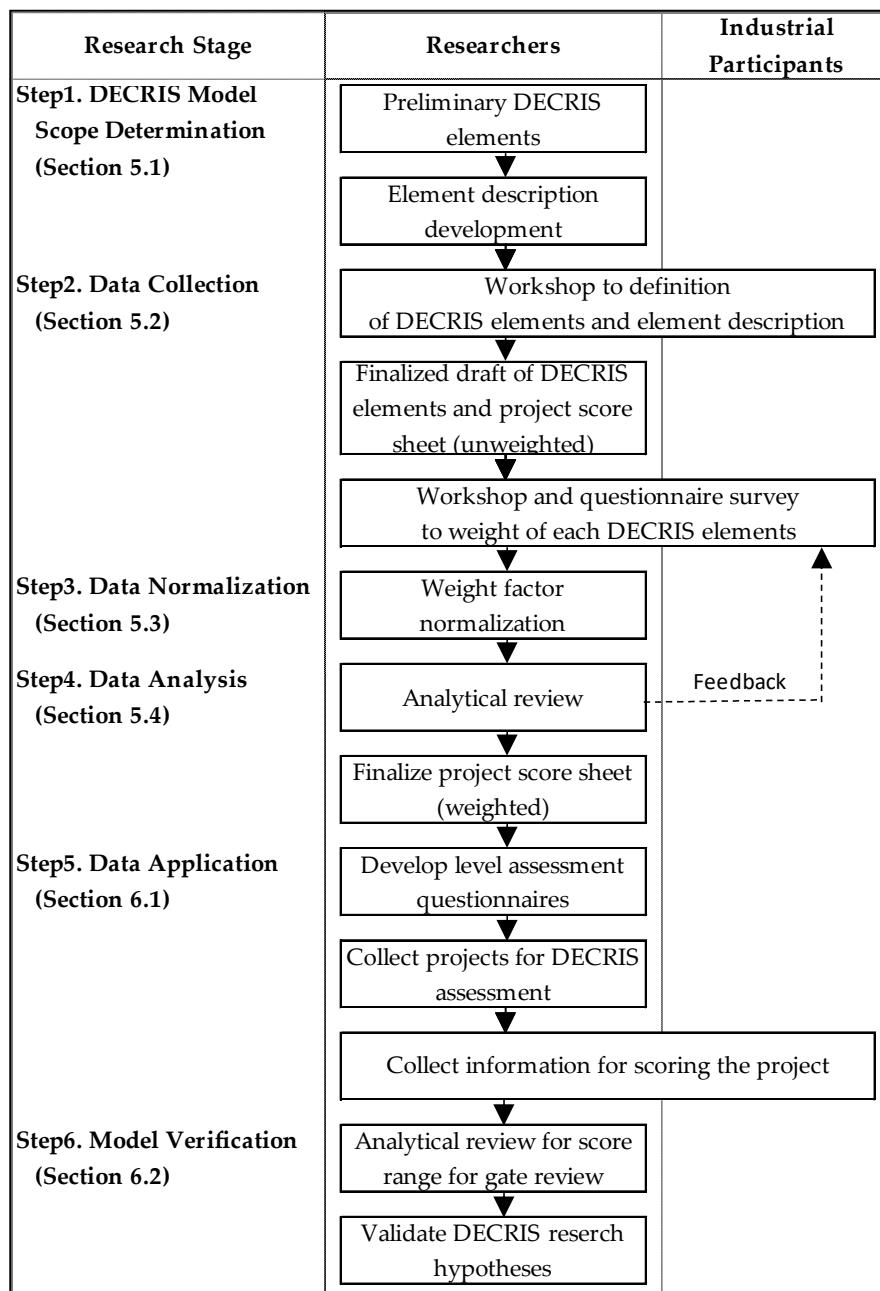 Research Stage
Researchers
Industrial
Participants
Step1. DECRIS Model
Scope Determination
(Section 5.1)
Preliminary DECRIS
elements
Element description
development
Step2. Data Collection
(Section 5.2)
Workshop to definition
of DECRIS elements and element description
Finalized draft of DECRIS
elements and project score
sheet (unweighted)
Workshop and questionnaire survey
to weight of each DECRIS elements
Step3. Data Normalization
(Section 5.3)
Weight factor
normalization
Step4. Data Analysis
(Section 5.4)
Analytical review
Feedback
Finalize project score sheet
(weighted)
Step5. Data Application
(Section 6.1)
Develop level assessment
questionnaires
Collect projects for DECRIS
assessment
Collect information for scoring the project
Step6. Model Verification
(Section 6.2)
Analytical review for score
range for gate review
Validate DECRIS reserch
hypotheses